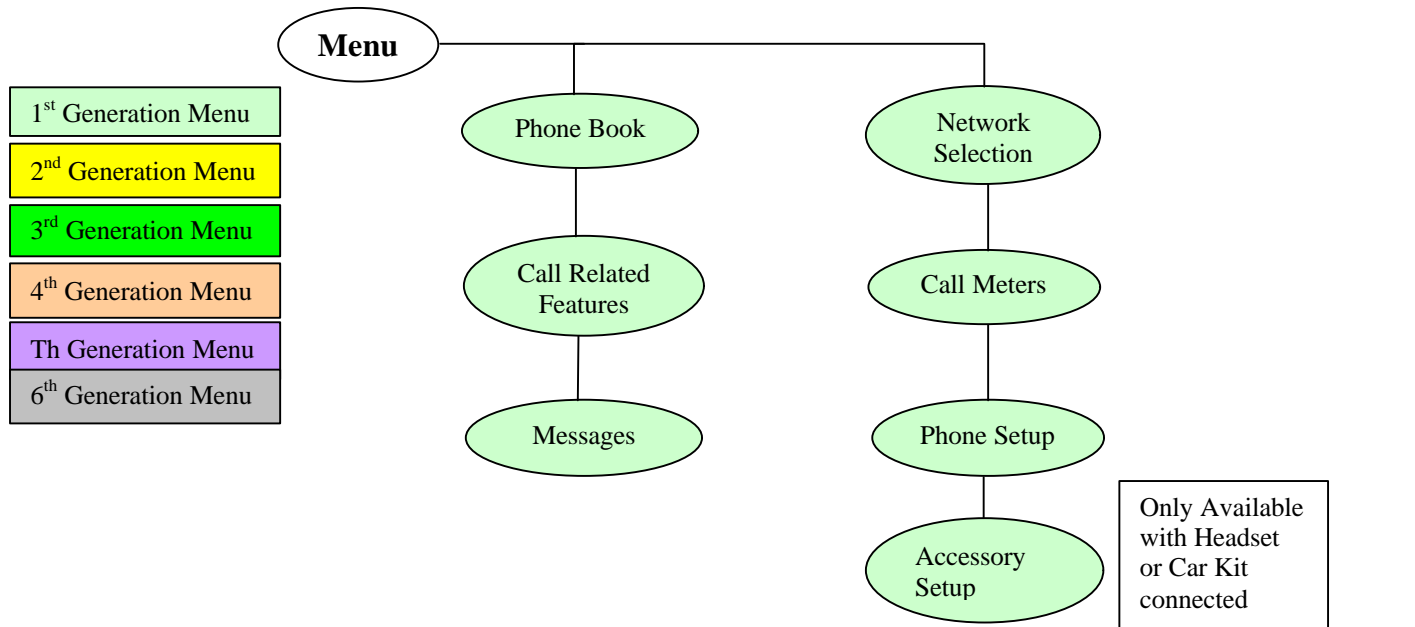 Menu
1st Generation Menu
2nd Generation Menu
3rd Generation Menu
4th Generation Menu
Th Generation Menu
6th Generation Menu
Phone Book
Call Related
Features
Messages
Network
Selection
Call Meters
Phone Setup
Accessory
Setup
Only Available
with Headset
or Car Kit
connected